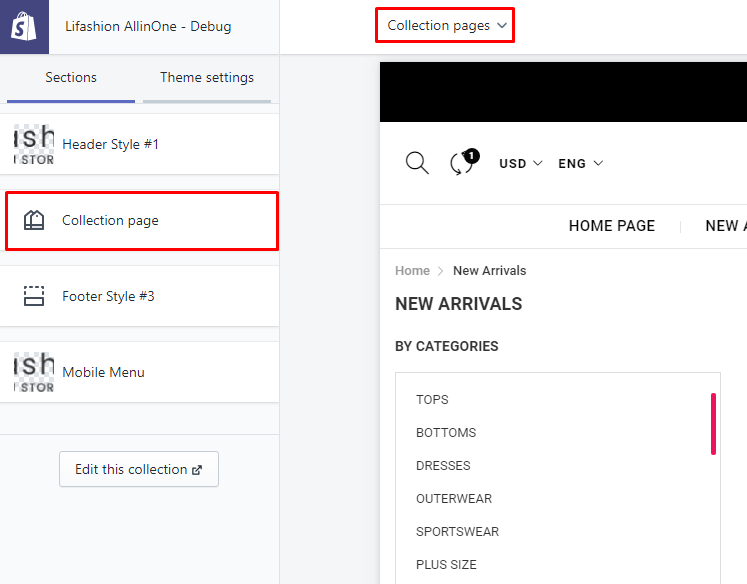 Lifashion AllinOne - Debug
Collection pages
Sections
Theme settings
ish
STOR
Header Style #1
Collection page
Footer Style #3
ish
STOR
Mobile Menu
Edit this collection
1
USD
ENG
HOME PAGE
NEW
Home
New Arrivals
NEW ARRIVALS
BY CATEGORIES
TOPS
BOTTOMS
DRESSES
OUTERWEAR
SPORTSWEAR
PLUS SIZE